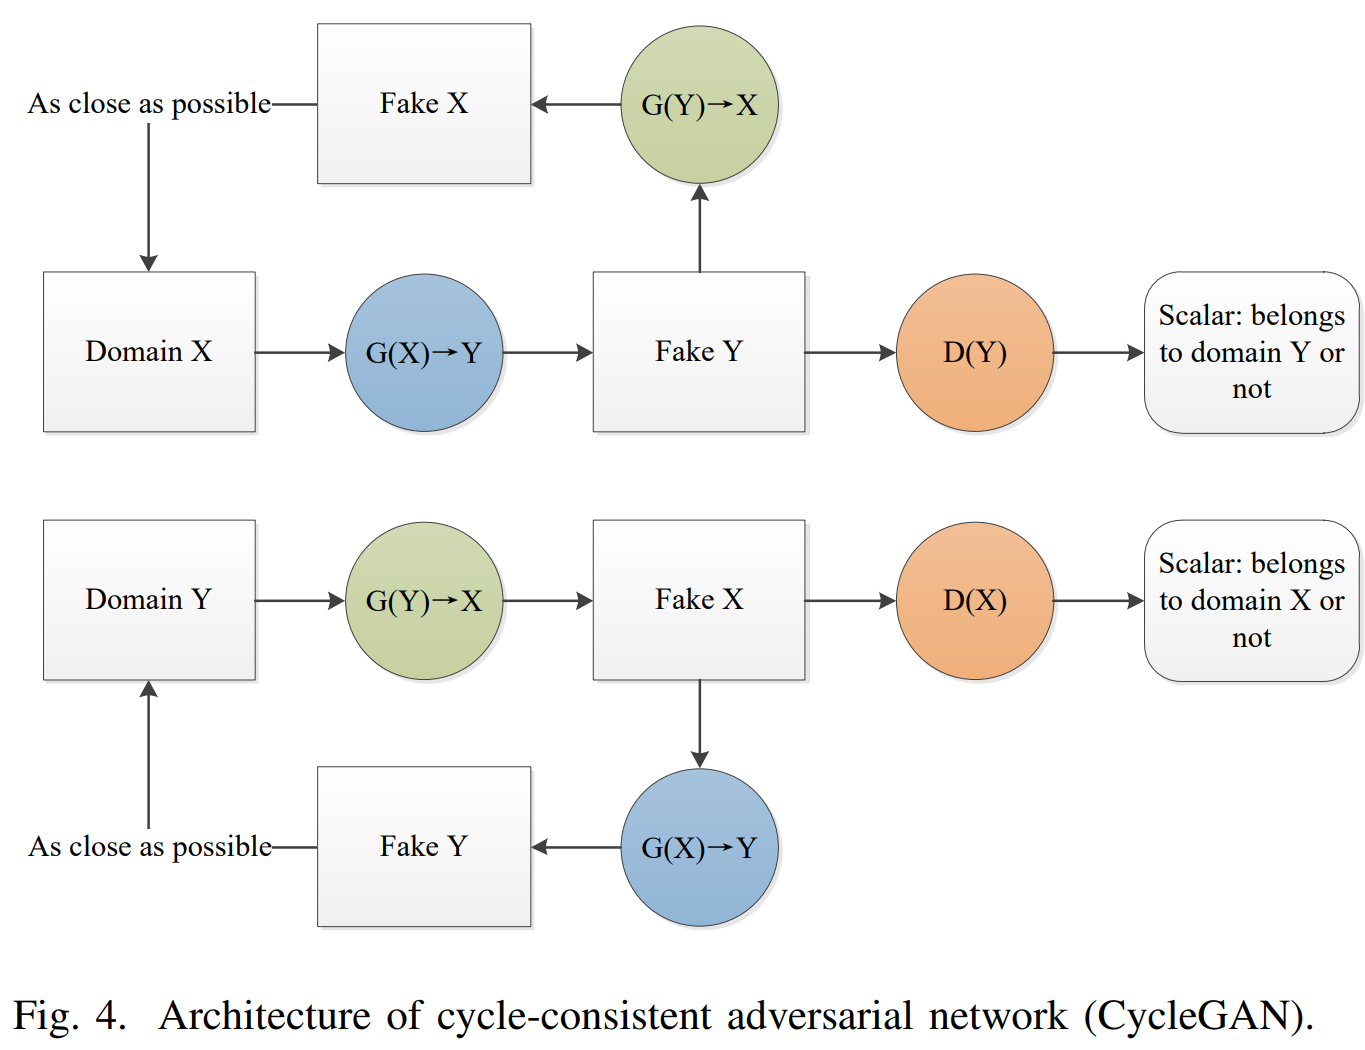 As close as possible
Fake X
G(Y)→X
Domain X
G(X)→Y
Fake Y
D(Y)
Scalar: belongs
to domain Y or
not
Domain Y
G(Y)→X
Fake X
D(X)
Scalar: belongs
to domain X or
not
As close as possible
Fake Y
G(X)→Y
Fig. 4. Architecture of cycle-consistent adversarial network (CycleGAN).